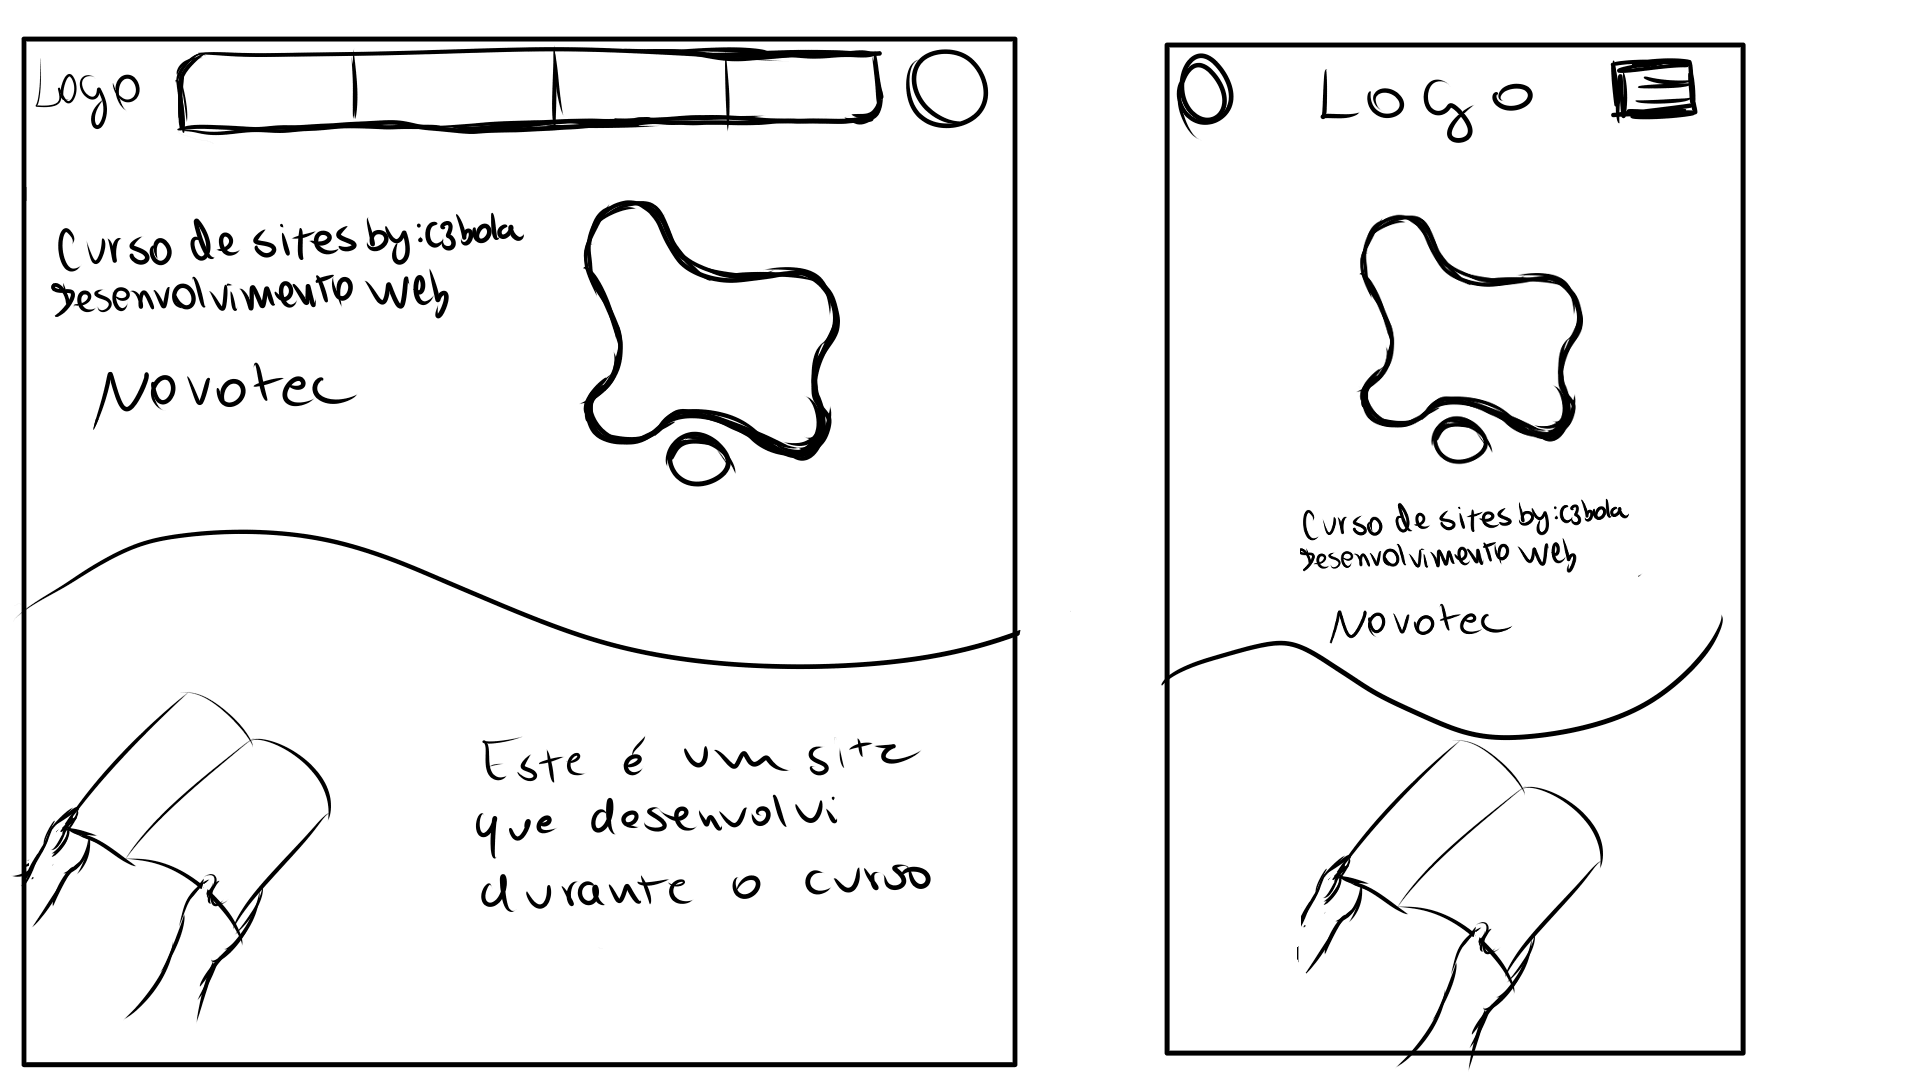 Logo
Curso de sites by:c3bola
Desenvolvimento web
Novotec
Este é um site
que desenvolvi
durante o curso
Logo
Curso de sites by:c3bola
Desenvolvimento web
Novotec